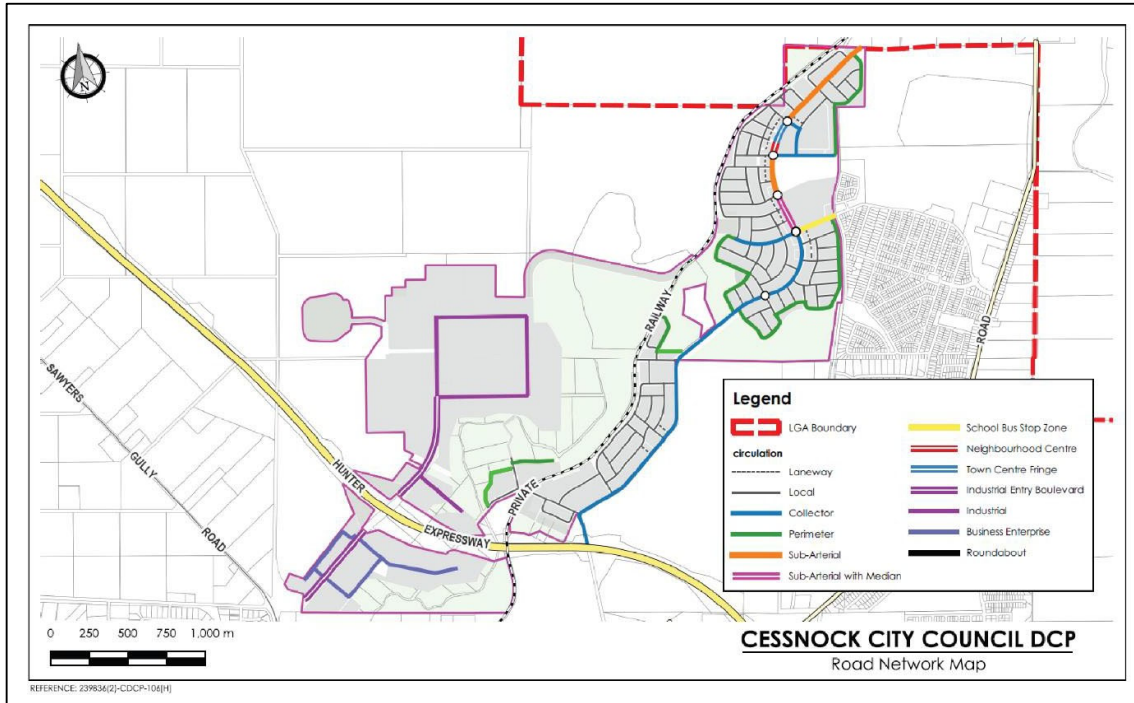 N
RAILWAY
ROAD
SAWYERS
GULLY
ROAD
HUNTER
EXPRESSWAY
PRIVATE
Legend
LGA Boundary
circulation
Laneway
Local
Collector
Perimeter
Sub-Arterial
Sub-Arterial with Median
School Bus Stop Zone
Neighbourhood Centre
Town Centre Fringe
Industrial Entry Boulevard
Industrial
Business Enterprise
Roundabout
0 250 500 750 1,000 m
CESSNOCK CITY COUNCIL DCP
Road Network Map
REFERENCE: 239836(2)-CDCP-106(H)